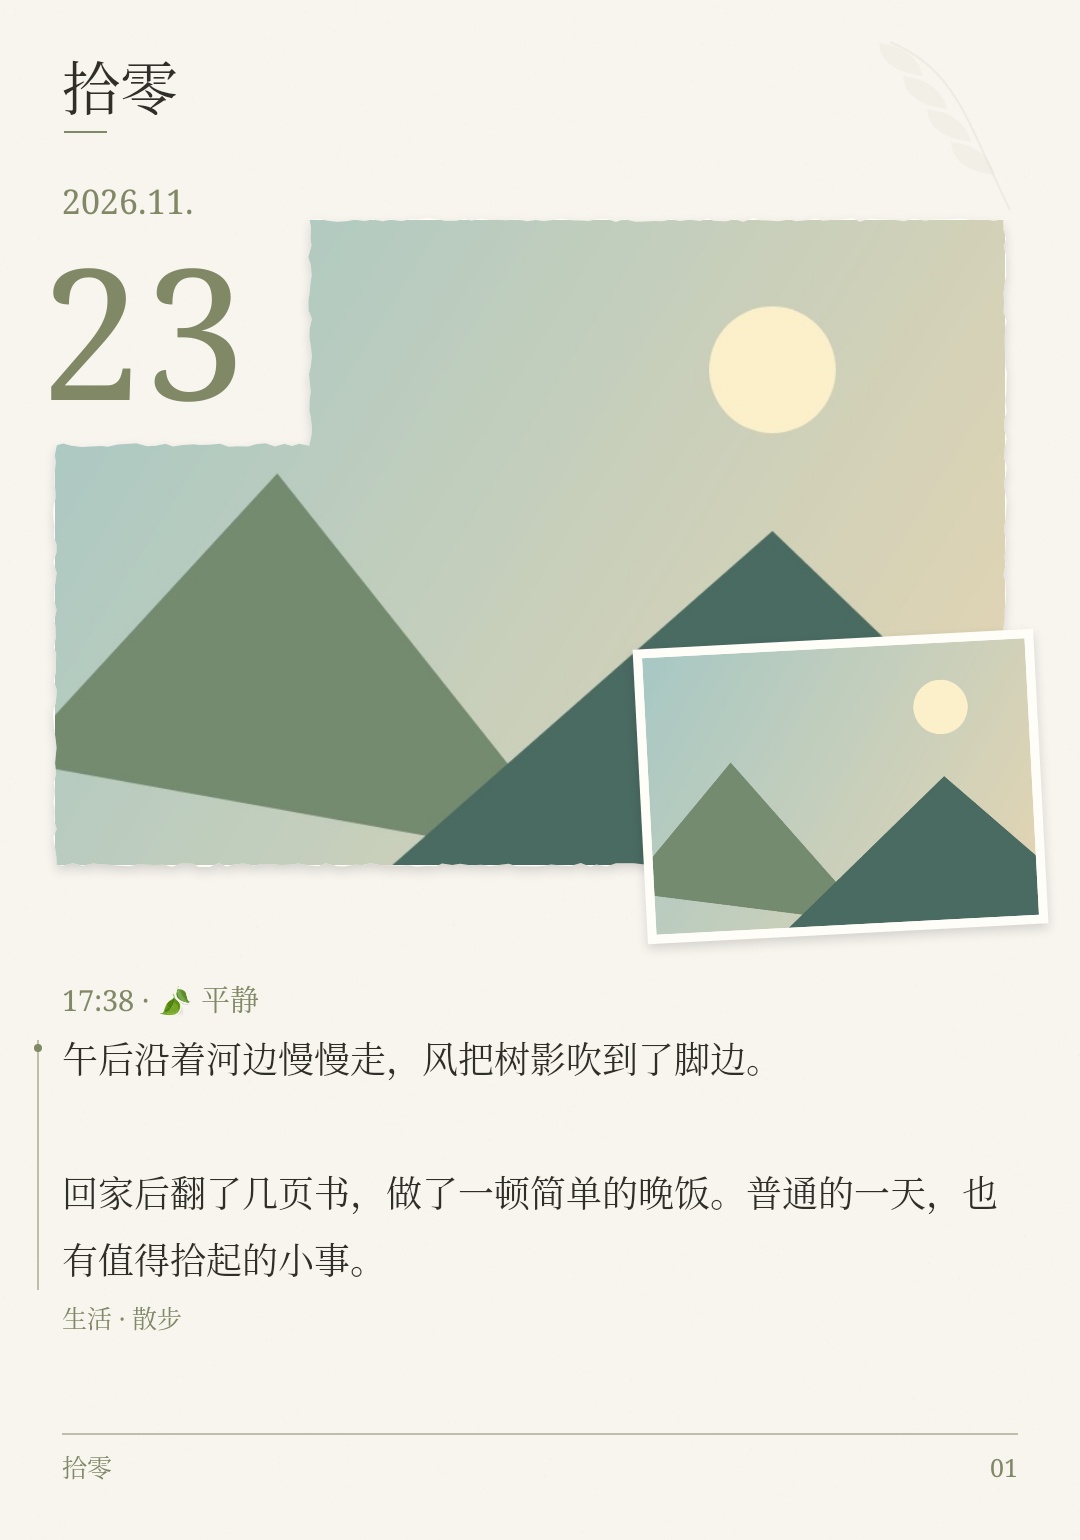 拾零
2026.11.
23
17:38 · 🍃 平静
午后沿着河边慢慢走，风把树影吹到了脚边。
回家后翻了几页书，做了一顿简单的晚饭。普通的一天，也
有值得拾起的小事。
生活 · 散步
拾零
01